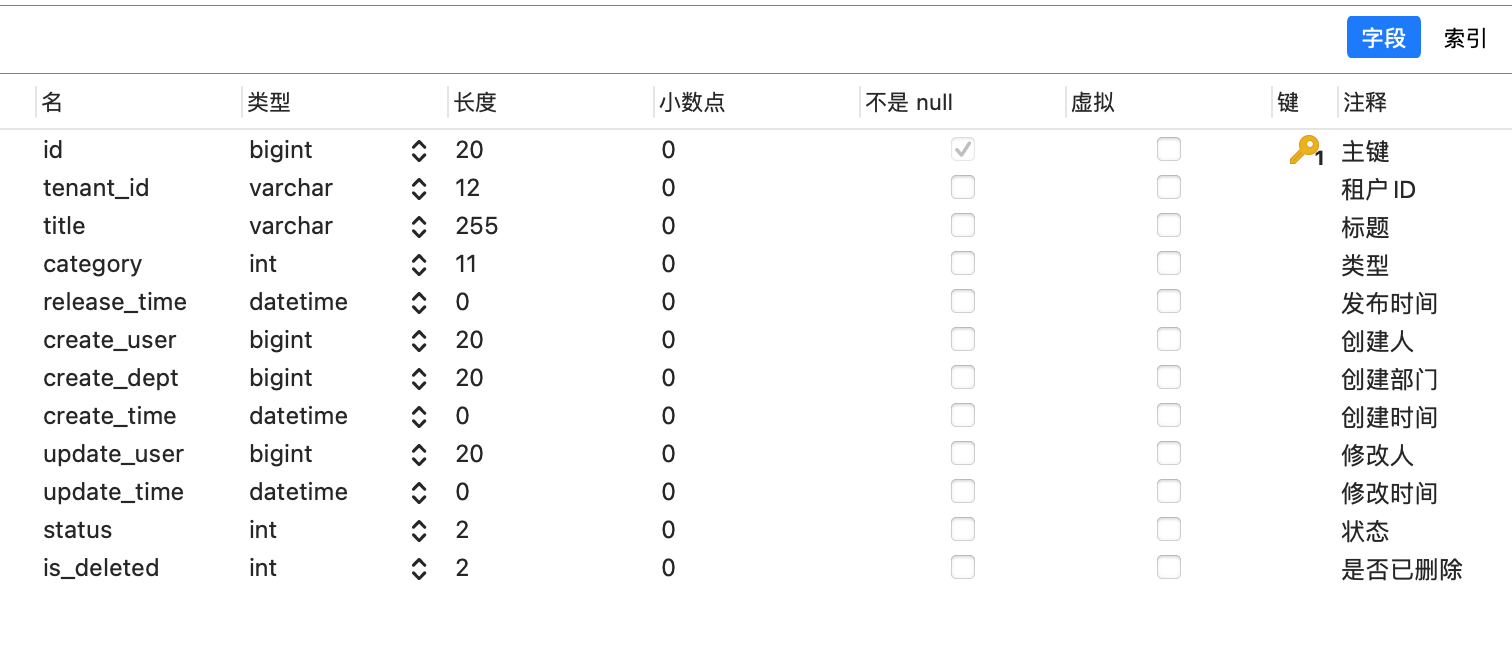 字段 索引
名 类型 长度 小数点 不是 null 虚拟 键 注释
id bigint 20 0 1 主键
tenant_id varchar 12 0 租户ID
title varchar 255 0 标题
category int 11 0 类型
release_time datetime 0 0 发布时间
create_user bigint 20 0 创建人
create_dept bigint 20 0 创建部门
create_time datetime 0 0 创建时间
update_user bigint 20 0 修改人
update_time datetime 0 0 修改时间
status int 2 0 状态
is_deleted int 2 0 是否已删除